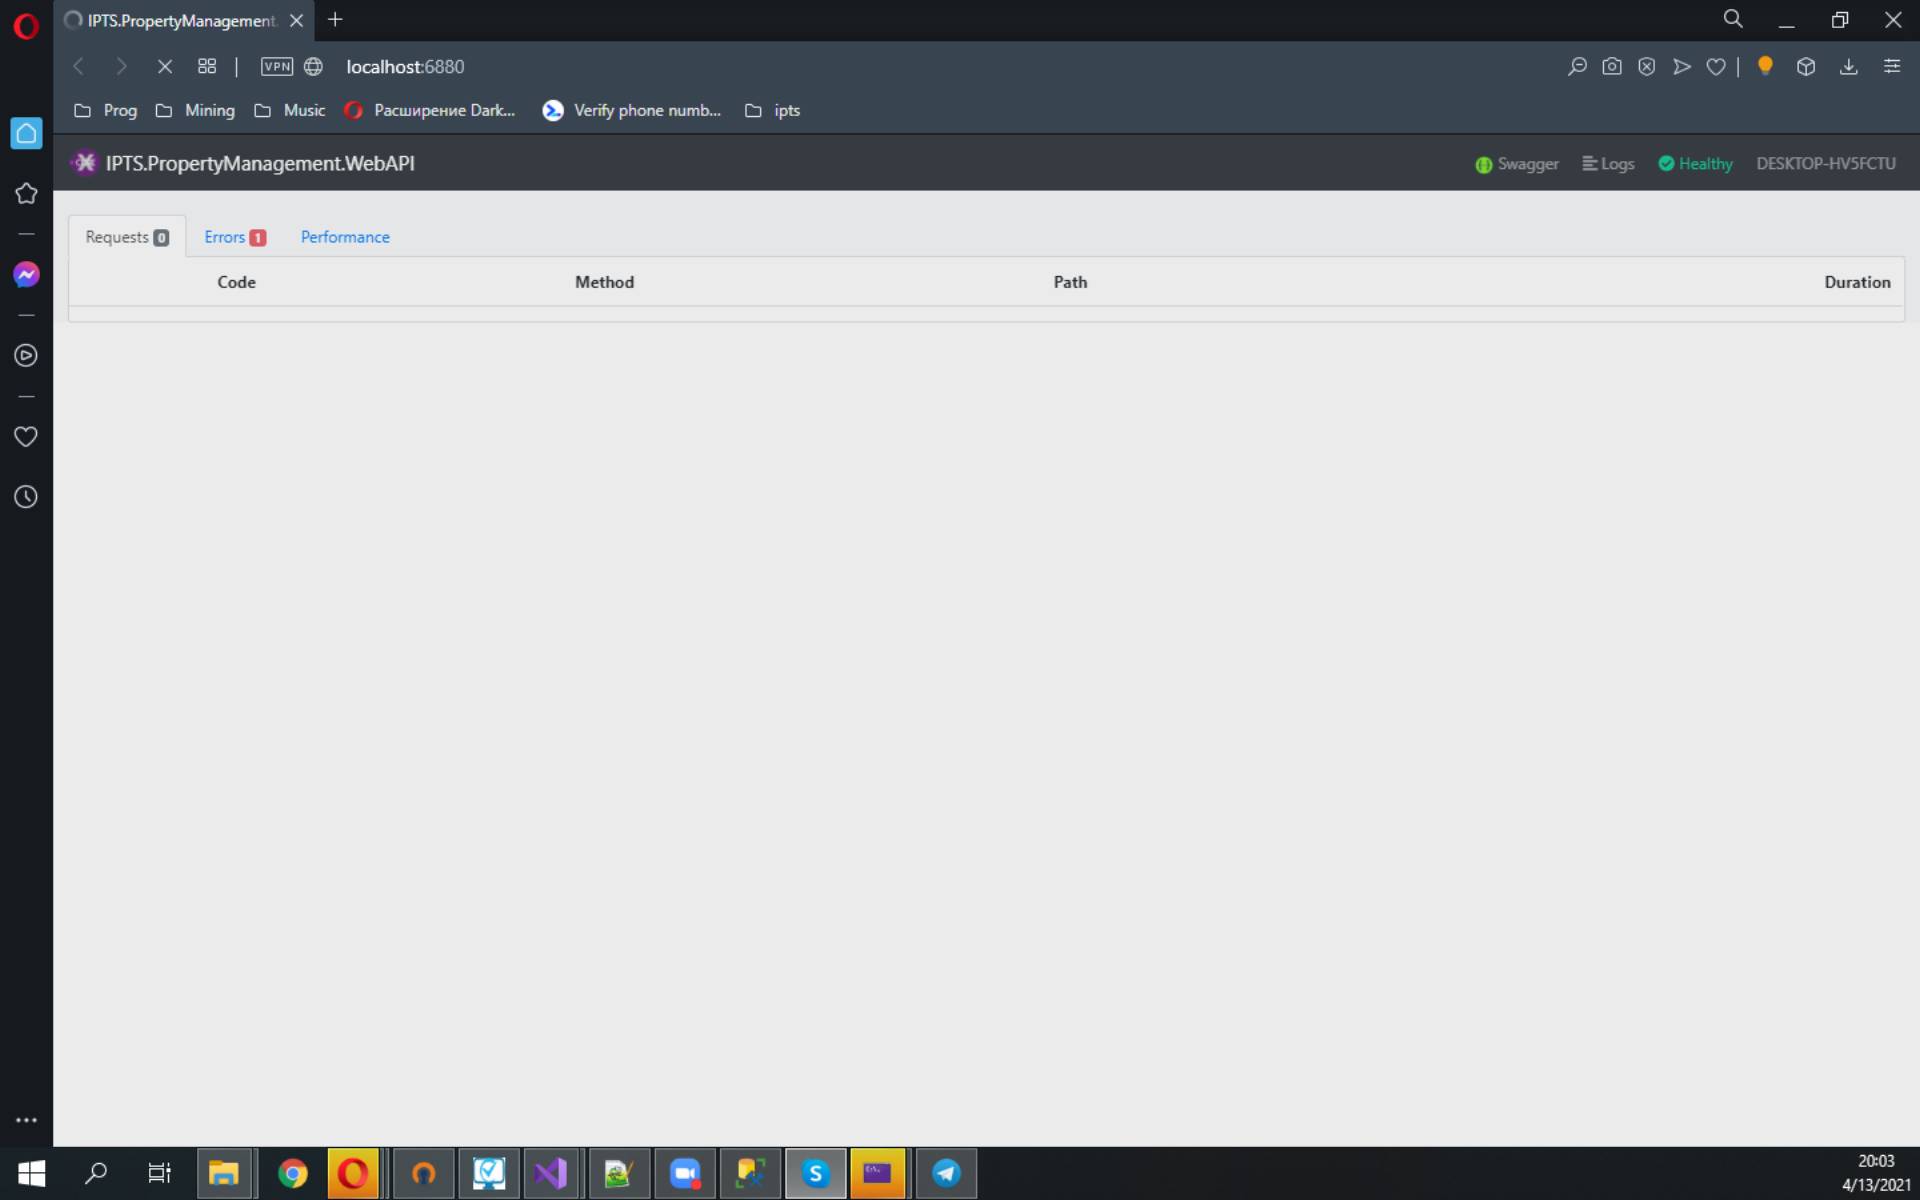 IPTS.PropertyManagement.
VPN localhost:6880
Prog Mining Music Расширение Dark... Verify phone numb... ipts
IPTS.PropertyManagement.WebAPI Swagger Logs Healthy DESKTOP-HV5FCTU
Requests 0 Errors 1 Performance
Code Method Path Duration
20:03
4/13/2021